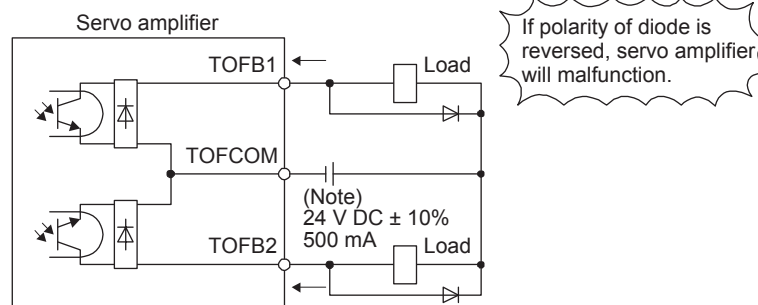 Servo amplifier
If polarity of diode is
reversed, servo amplifier
will malfunction.
TOFB1
Load
TOFCOM
(Note)
24 V DC ± 10%
500 mA
TOFB2
Load